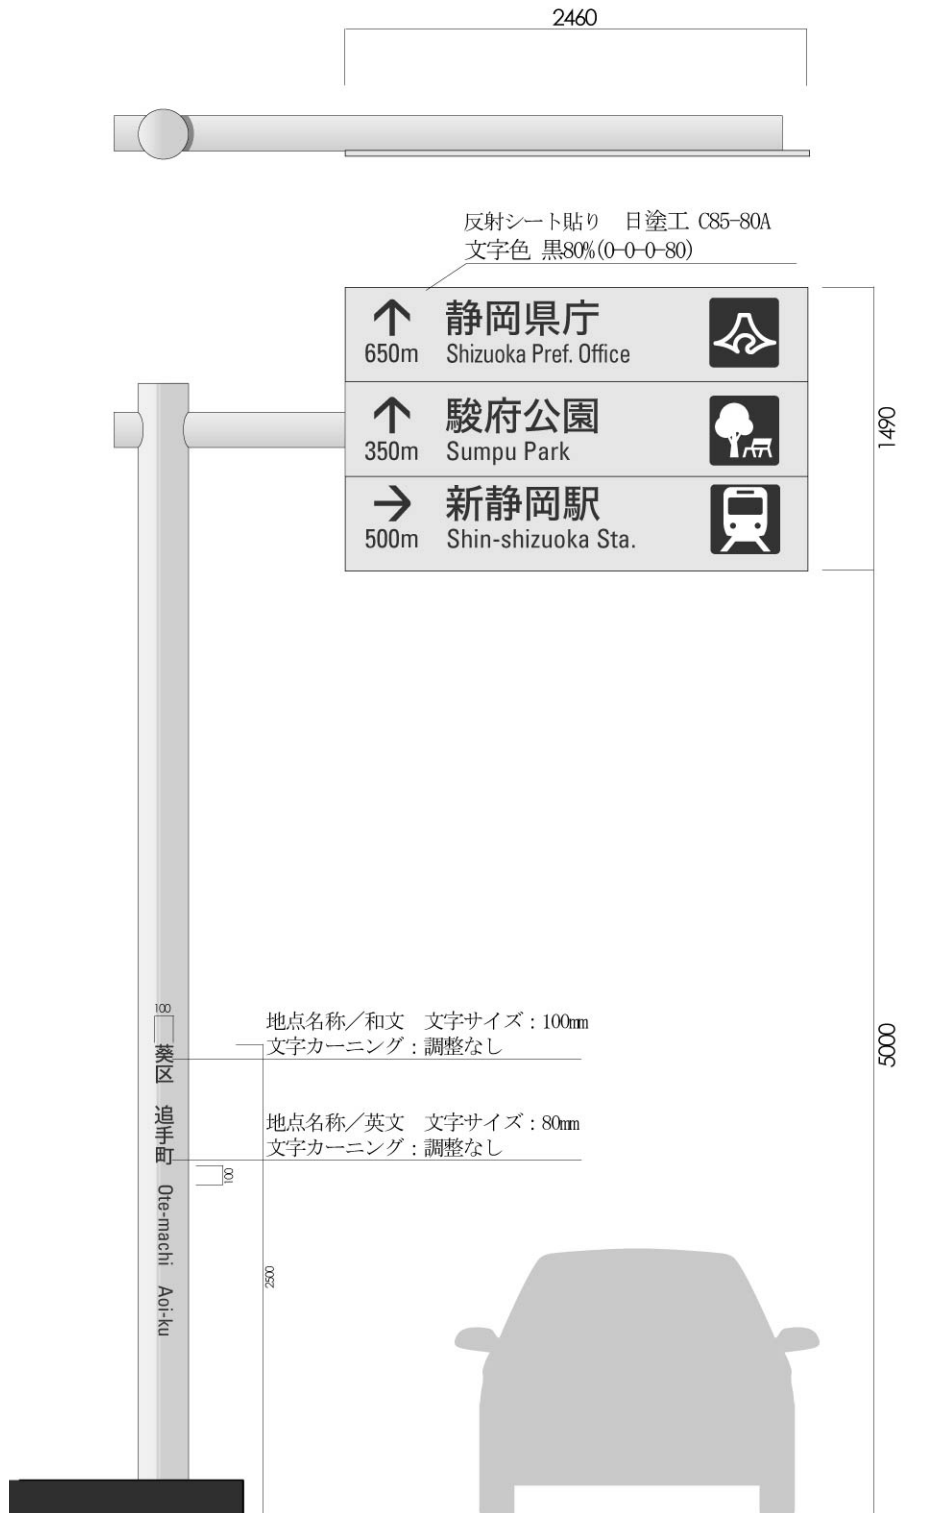 2460
反射シート貼り　日塗工 C85-80A
文字色 黒80%(0-0-0-80)
静岡県庁
650m Shizuoka Pref. Office
駿府公園
350m Sumpu Park
新静岡駅
500m Shin-shizuoka Sta.
1490
100
地点名称／和文　文字サイズ：100mm
文字カーニング：調整なし
葵区　追手町　Ote-machi　Aoi-ku
地点名称／英文　文字サイズ：80mm
文字カーニング：調整なし
100
2500
5000